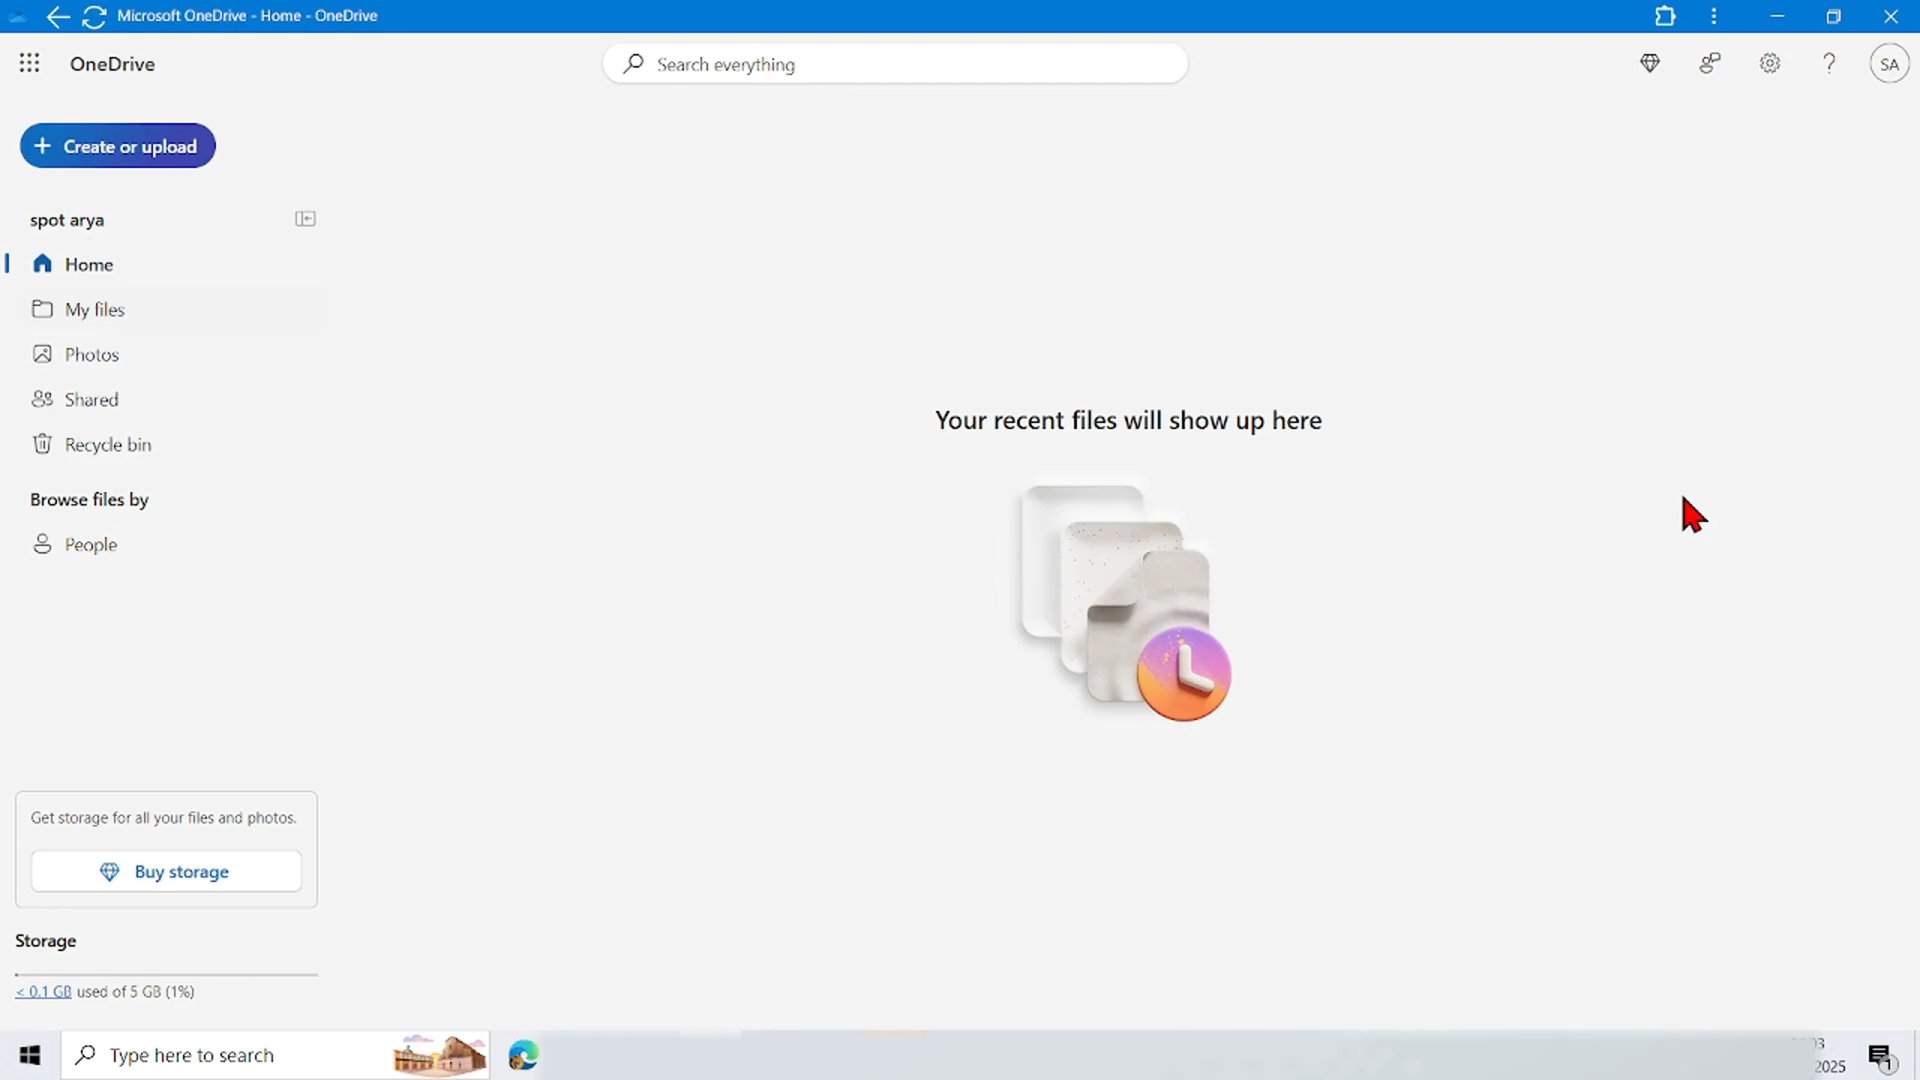 Microsoft OneDrive - Home - OneDrive
OneDrive
Search everything
SA
Create or upload
spot arya
Home
My files
Photos
Shared
Recycle bin
Browse files by
People
Your recent files will show up here
Get storage for all your files and photos.
Buy storage
Storage
< 0.1 GB used of 5 GB (1%)
Type here to search
2025
1